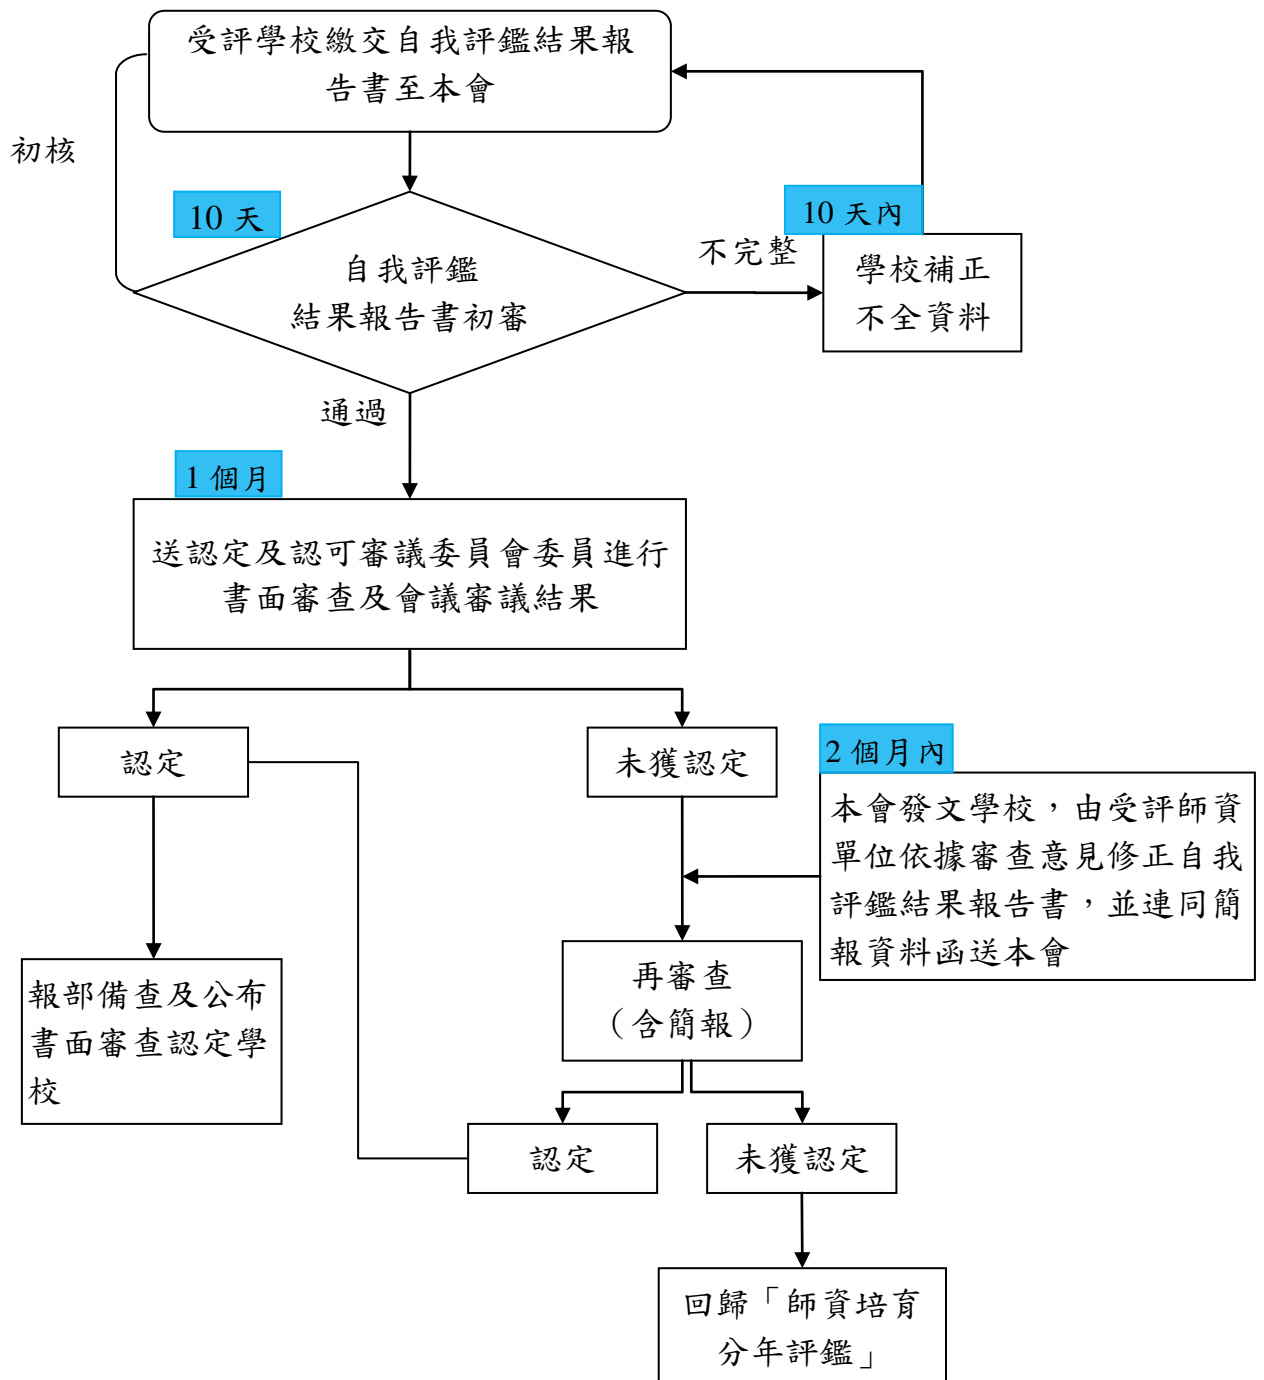 受評學校繳交自我評鑑結果報
告書至本會
初核
10 天
10 天內
自我評鑑
結果報告書初審
不完整
學校補正
不全資料
通過
1 個月
送認定及認可審議委員會委員進行
書面審查及會議審議結果
認定
未獲認定
2 個月內
本會發文學校，由受評師資
單位依據審查意見修正自我
評鑑結果報告書，並連同簡
報資料函送本會
報部備查及公布
書面審查認定學
校
再審查
（含簡報）
認定
未獲認定
回歸「師資培育
分年評鑑」